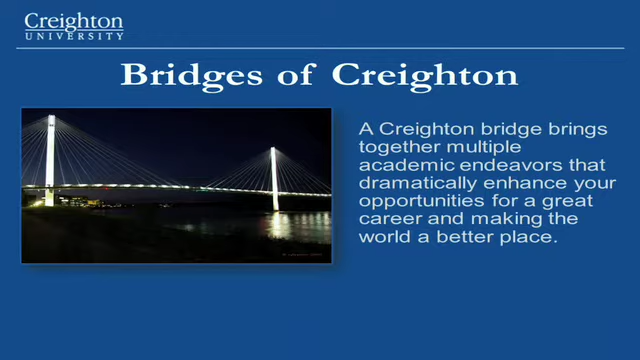 Creighton
UNIVERSITY
Bridges of Creighton
A Creighton bridge brings
together multiple
academic endeavors that
dramatically enhance your
opportunities for a great
career and making the
world a better place.